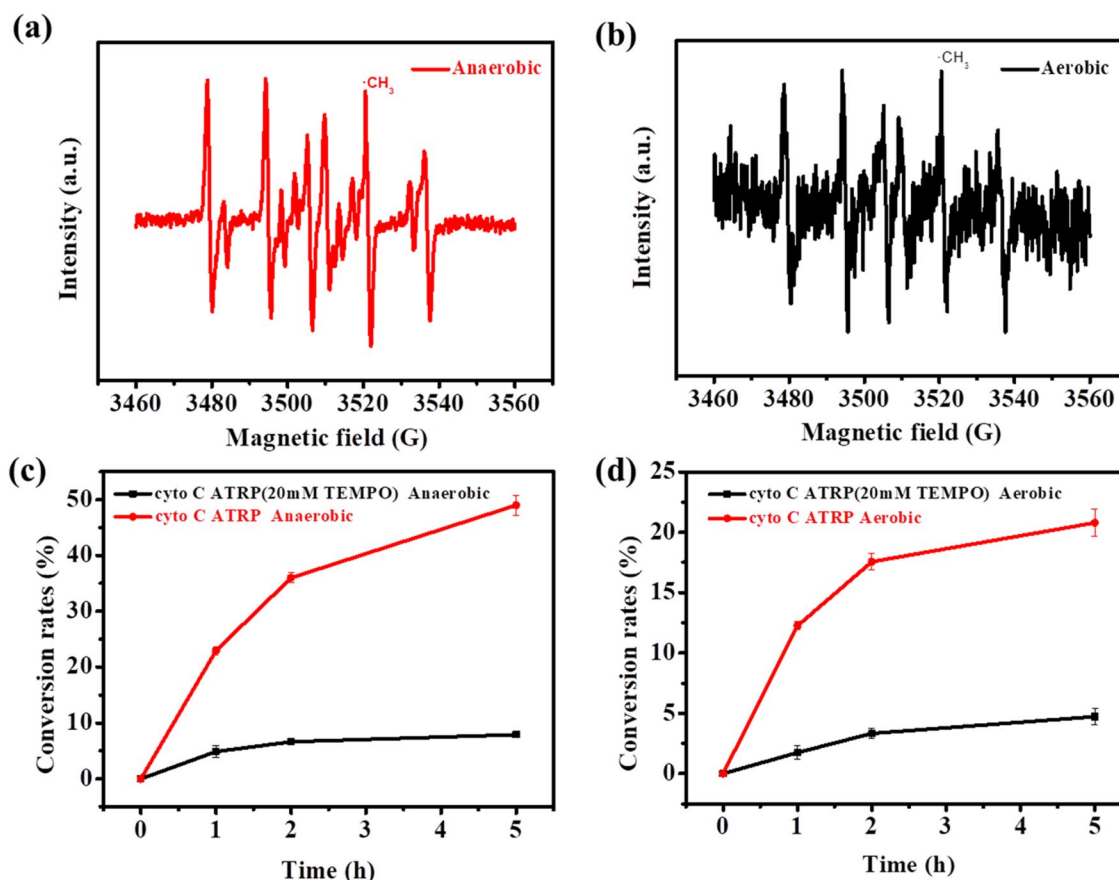 (a)
Anaerobic
·CH3
Intensity (a.u.)
3460 3480 3500 3520 3540 3560
Magnetic field (G)
(b)
Aerobic
·CH3
Intensity (a.u.)
3460 3480 3500 3520 3540 3560
Magnetic field (G)
(c)
cyto C ATRP(20mM TEMPO) Anaerobic
cyto C ATRP Anaerobic
Conversion rates (%)
50
40
30
20
10
0
0 1 2 3 4 5
Time (h)
(d)
cyto C ATRP(20mM TEMPO) Aerobic
cyto C ATRP Aerobic
Conversion rates (%)
25
20
15
10
5
0
0 1 2 3 4 5
Time (h)